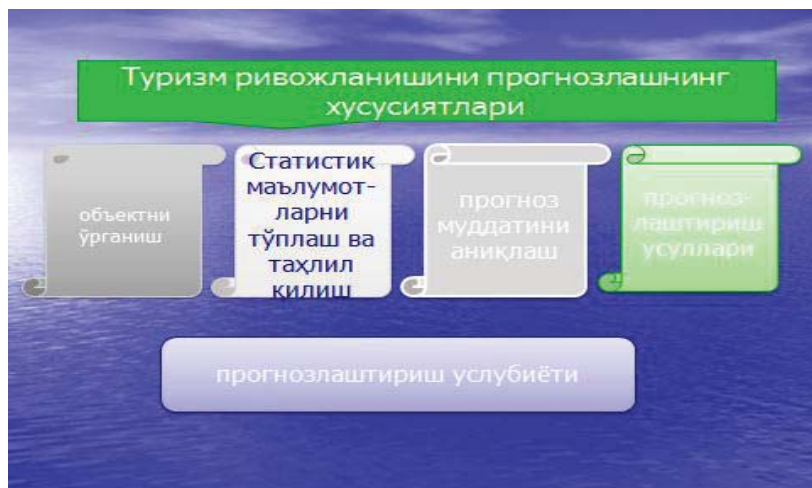 Туризм ривожланишини прогнозлашнинг
хусусиятлари
объектни
ўрганиш
Статистик
маълумот-
ларни
тўплаш ва
таҳлил
қилиш
прогноз
муддатини
аниқлаш
прогноз-
лаштириш
усуллари
прогнозлаштириш услубиёти